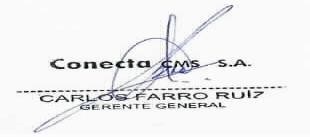 Conecta CMS S.A.
CARLOS FARRO RUIZ
GERENTE GENERAL